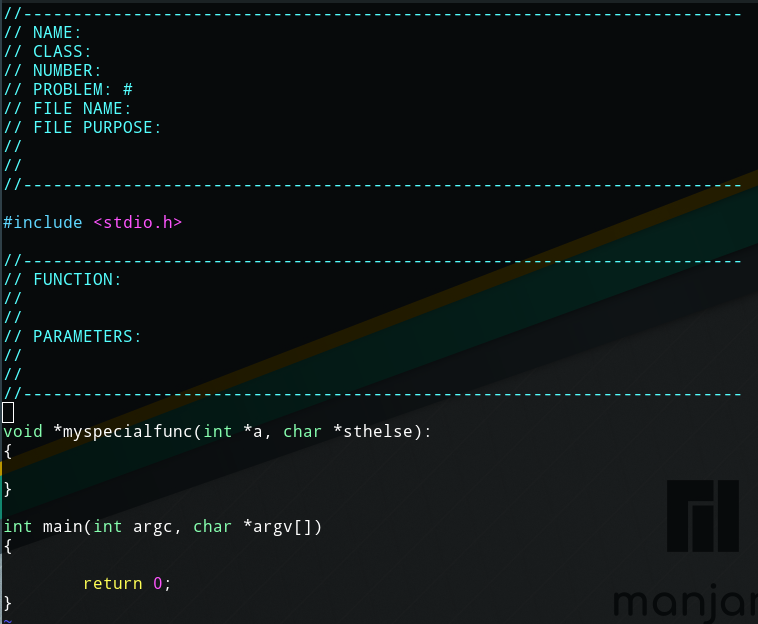 //------------------------------------------------------------------------
// NAME:
// CLASS:
// NUMBER:
// PROBLEM: #
// FILE NAME:
// FILE PURPOSE:
//
//
//------------------------------------------------------------------------
#include <stdio.h>
//------------------------------------------------------------------------
// FUNCTION:
//
//
// PARAMETERS:
//
//
//------------------------------------------------------------------------
void *myspecialfunc(int *a, char *sthelse):
{
}
int main(int argc, char *argv[])
{
        return 0;
}
~
manjar